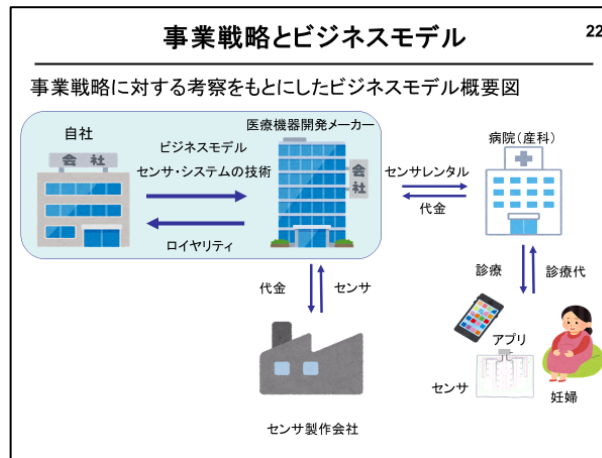 事業戦略とビジネスモデル
22
事業戦略に対する考察をもとにしたビジネスモデル概要図
自社
会社
ビジネスモデル
センサ・システムの技術
ロイヤリティ
医療機器開発メーカー
会社
センサレンタル
代金
病院(産科)
代金
センサ
診療
診療代
アプリ
センサ
妊婦
センサ製作会社